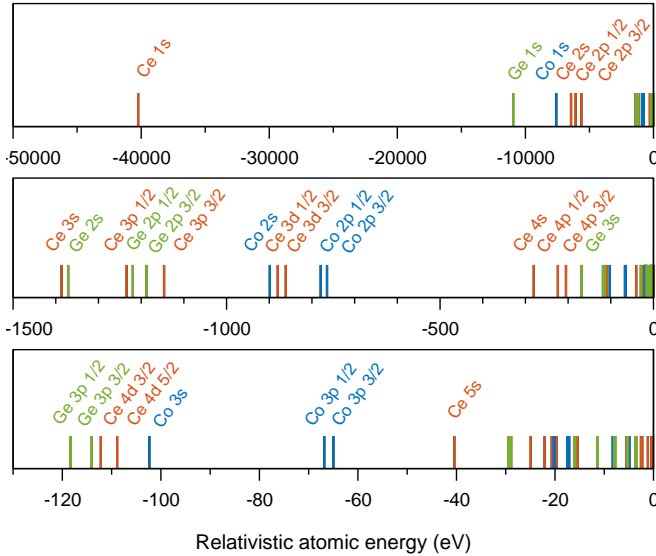 Ce 1s
Ge 1s
Co 1s
Ce 2s
Ce 2p 1/2
Ce 2p 3/2
-50000 -40000 -30000 -20000 -10000 0
Ce 3s
Ge 2s
Ce 3p 1/2
Ge 2p 1/2
Ge 2p 3/2
Ce 3p 3/2
Co 2s
Ce 3d 1/2
Ce 3d 3/2
Co 2p 1/2
Co 2p 3/2
Ce 4s
Ce 4p 1/2
Ce 4p 3/2
Ge 3s
-1500 -1000 -500 0
Ge 3p 1/2
Ge 3p 3/2
Ce 4d 3/2
Ce 4d 5/2
Co 3s
Co 3p 1/2
Co 3p 3/2
Ce 5s
-120 -100 -80 -60 -40 -20 0
Relativistic atomic energy (eV)